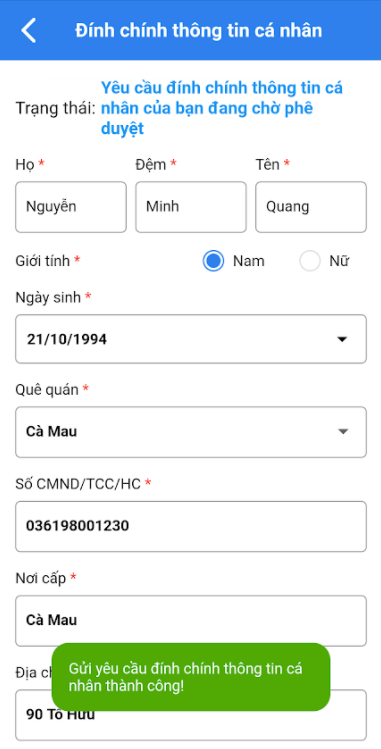 Đính chính thông tin cá nhân
Trạng thái: Yêu cầu đính chính thông tin cá
nhân của bạn đang chờ phê
duyệt
Họ * Đệm * Tên *
Nguyễn Minh Quang
Giới tính * Nam Nữ
Ngày sinh *
21/10/1994
Quê quán *
Cà Mau
Số CMND/TCC/HC *
036198001230
Nơi cấp *
Cà Mau
Địa
Gửi yêu cầu đính chính thông tin cá
nhân thành công!
90 Tố Hữu